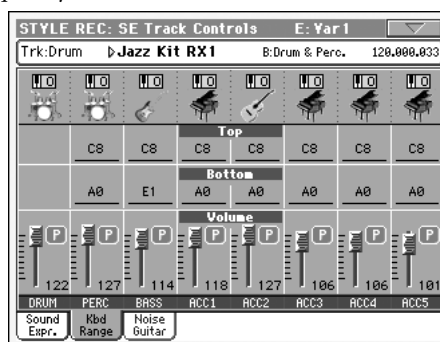 STYLE REC: SE Track Controls E: Var1
Trk:Drum ▷Jazz Kit RX1 B:Drum & Perc. 120.000.033
Top
C8 C8 C8 C8 C8 C8 C8
Bottom
A0 E1 A0 A0 A0 A0 A0
Volume
P P P P P P P P
122 127 114 118 127 106 106 101
DRUM PERC BASS ACC1 ACC2 ACC3 ACC4 ACC5
Sound Expr. Kbd Range Noise Guitar